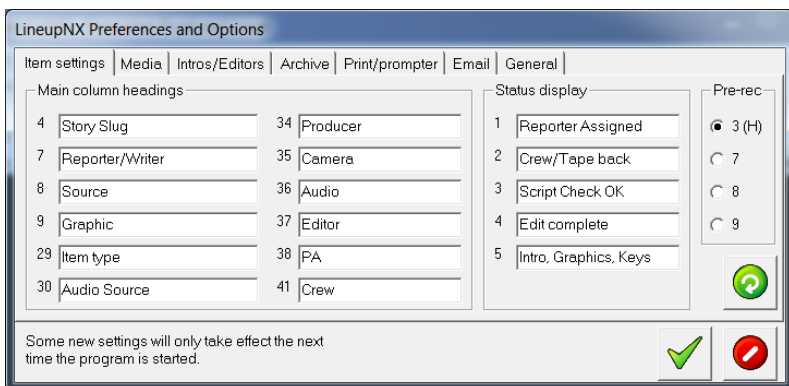 LineupNX Preferences and Options
Item settings Media Intros/Editors Archive Print/prompter Email General
Main column headings
4 Story Slug
7 Reporter/Writer
8 Source
9 Graphic
29 Item type
30 Audio Source
34 Producer
35 Camera
36 Audio
37 Editor
38 PA
41 Crew
Status display
1 Reporter Assigned
2 Crew/Tape back
3 Script Check OK
4 Edit complete
5 Intro, Graphics, Keys
Pre-rec
3 (H)
7
8
9
Some new settings will only take effect the next
time the program is started.